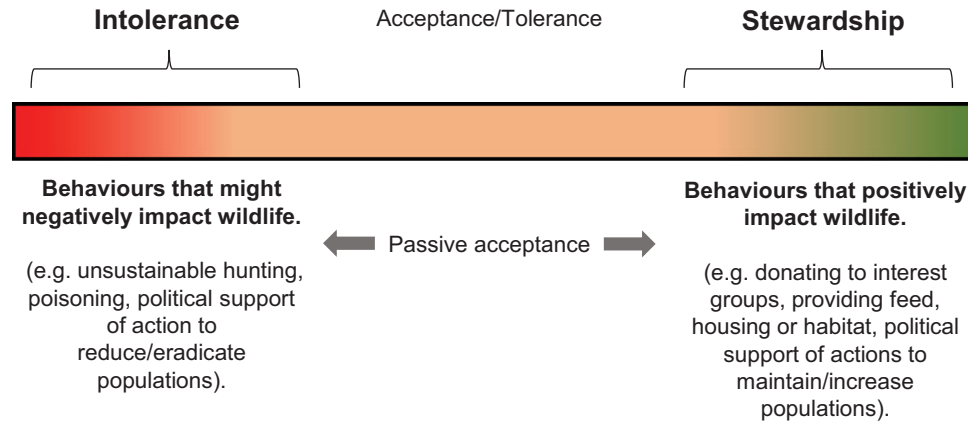 Intolerance
Acceptance/Tolerance
Stewardship
Behaviours that might
negatively impact wildlife.
(e.g. unsustainable hunting,
poisoning, political support
of action to
reduce/eradicate
populations).
Passive acceptance
Behaviours that positively
impact wildlife.
(e.g. donating to interest
groups, providing feed,
housing or habitat, political
support of actions to
maintain/increase
populations).